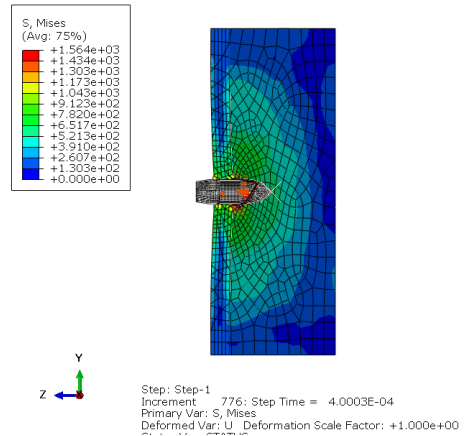 S, Mises
(Avg: 75%)
+1.564e+03
+1.434e+03
+1.303e+03
+1.173e+03
+1.043e+03
+9.123e+02
+7.820e+02
+6.517e+02
+5.213e+02
+3.910e+02
+2.607e+02
+1.303e+02
+0.000e+00
Y
Z
Step: Step-1
Increment 776: Step Time = 4.0003E-04
Primary Var: S, Mises
Deformed Var: U Deformation Scale Factor: +1.000e+00